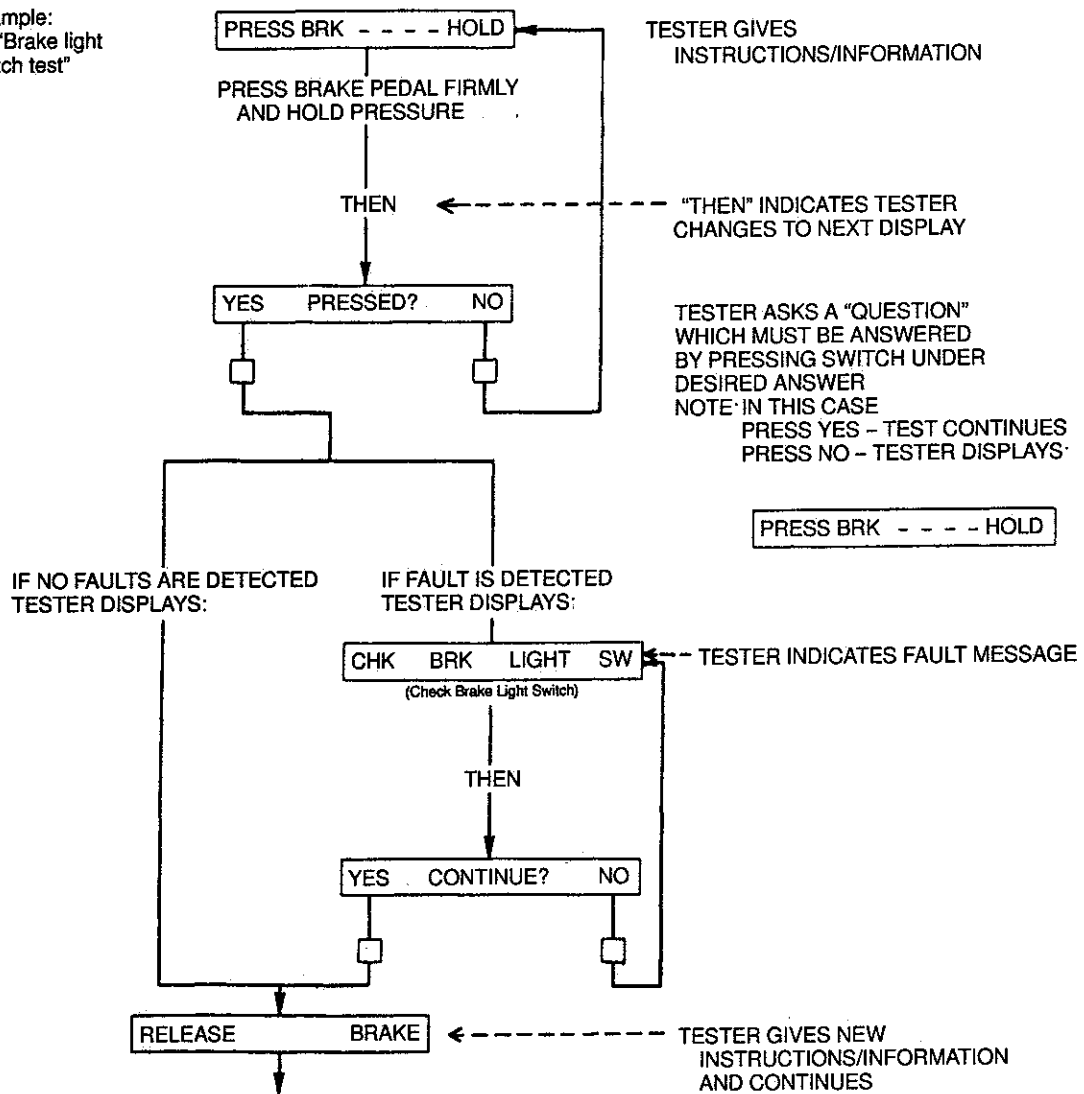 ample:
"Brake light
tch test"
PRESS BRK - - - - HOLD
TESTER GIVES
INSTRUCTIONS/INFORMATION
PRESS BRAKE PEDAL FIRMLY
AND HOLD PRESSURE
THEN
"THEN" INDICATES TESTER
CHANGES TO NEXT DISPLAY
YES PRESSED? NO
TESTER ASKS A "QUESTION"
WHICH MUST BE ANSWERED
BY PRESSING SWITCH UNDER
DESIRED ANSWER
NOTE: IN THIS CASE
PRESS YES – TEST CONTINUES
PRESS NO – TESTER DISPLAYS:
PRESS BRK - - - - HOLD
IF NO FAULTS ARE DETECTED
TESTER DISPLAYS:
IF FAULT IS DETECTED
TESTER DISPLAYS:
CHK BRK LIGHT SW
(Check Brake Light Switch)
TESTER INDICATES FAULT MESSAGE
THEN
YES CONTINUE? NO
RELEASE BRAKE
TESTER GIVES NEW
INSTRUCTIONS/INFORMATION
AND CONTINUES